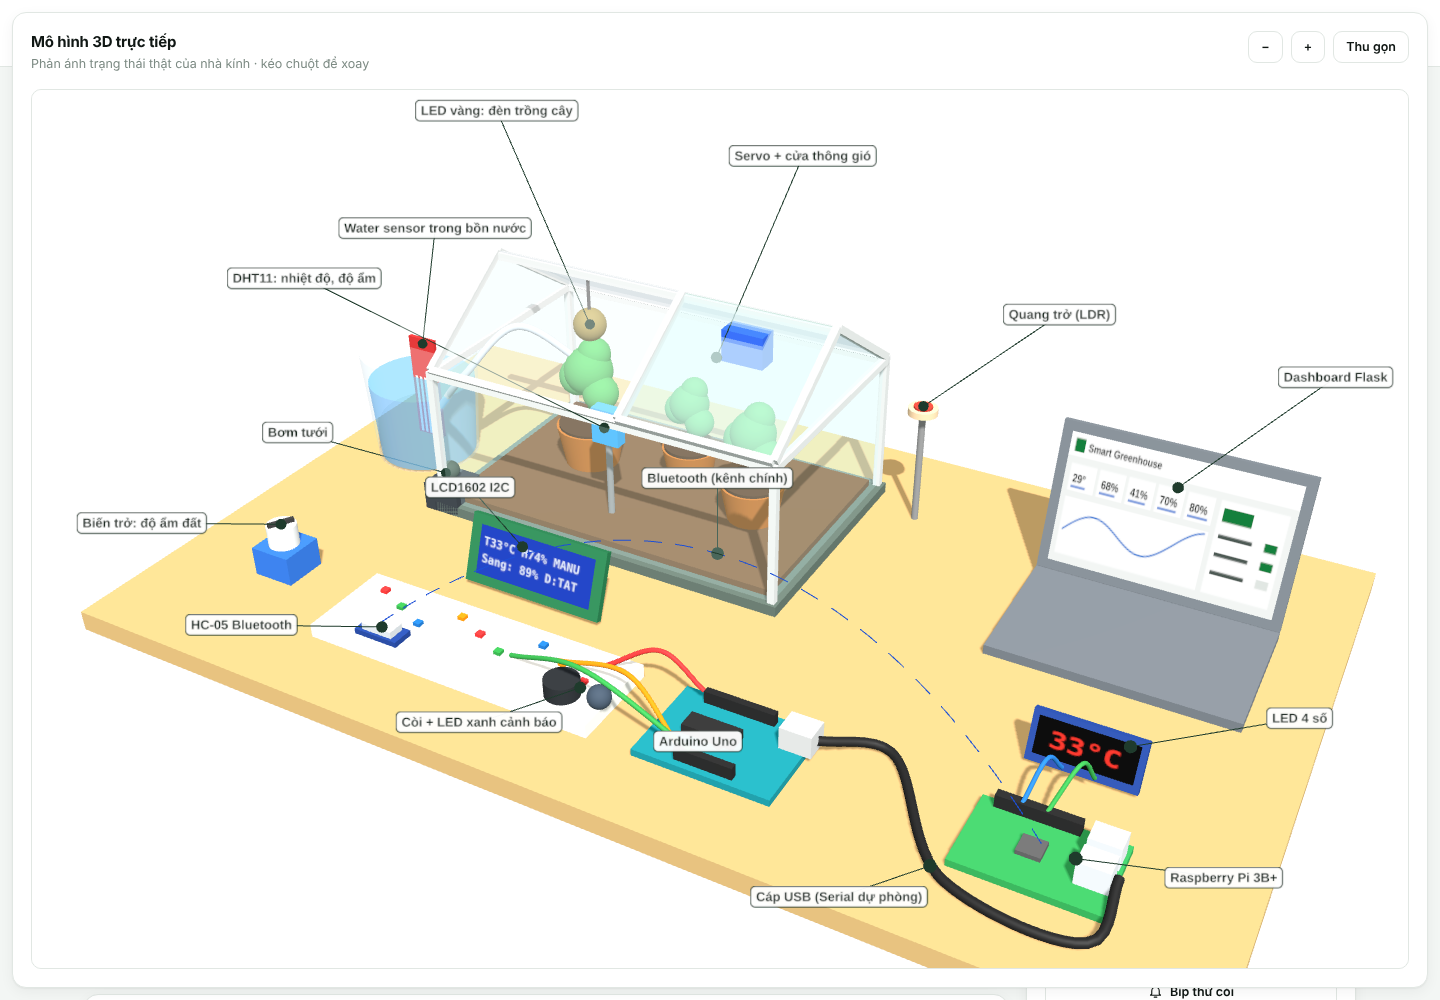 Mô hình 3D trực tiếp
Phản ánh trạng thái thật của nhà kính · kéo chuột để xoay
−
+
Thu gọn
LED vàng: đèn trồng cây
Servo + cửa thông gió
Water sensor trong bồn nước
DHT11: nhiệt độ, độ ẩm
Quang trở (LDR)
Dashboard Flask
Bơm tưới
LCD1602 I2C
Bluetooth (kênh chính)
Smart Greenhouse
29° 68% 41% 70% 80%
Biến trở: độ ẩm đất
T33°C H74% MANU
Sang: 89% D:TAT
HC-05 Bluetooth
Còi + LED xanh cảnh báo
Arduino Uno
LED 4 số
33°C
Raspberry Pi 3B+
Cáp USB (Serial dự phòng)
Bíp thử còi